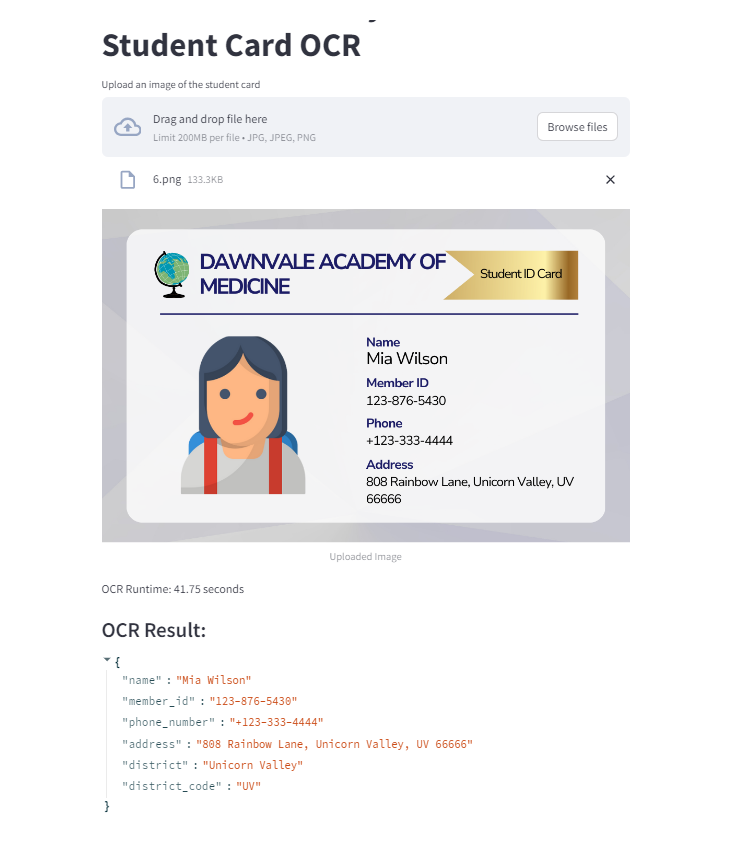 Student Card OCR
Upload an image of the student card
Drag and drop file here
Limit 200MB per file • JPG, JPEG, PNG
Browse files
6.png 133.3KB
DAWNVALE ACADEMY OF
MEDICINE
Student ID Card
Name
Mia Wilson
Member ID
123-876-5430
Phone
+123-333-4444
Address
808 Rainbow Lane, Unicorn Valley, UV
66666
Uploaded Image
OCR Runtime: 41.75 seconds
OCR Result:
{
"name" : "Mia Wilson"
"member_id" : "123-876-5430"
"phone_number" : "+123-333-4444"
"address" : "808 Rainbow Lane, Unicorn Valley, UV 66666"
"district" : "Unicorn Valley"
"district_code" : "UV"
}